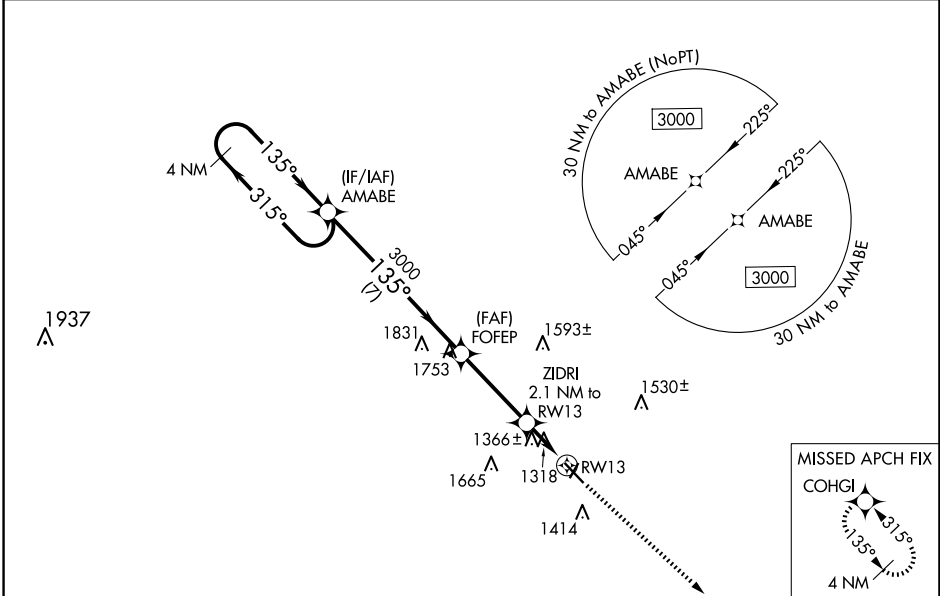 30 NM to AMABE (NoPT)
3000
225°
AMABE
045°
225°
AMABE
045°
3000
30 NM to AMABE
4 NM
135°
315°
(IF/IAF)
AMABE
3000
135°
(7)
1937
1831
1753
(FAF)
FOFEP
1593±
ZIDRI
2.1 NM to
RW13
1530±
1366±
1318
1665
RW13
1414
MISSED APCH FIX
COHGI
315°
135°
4 NM